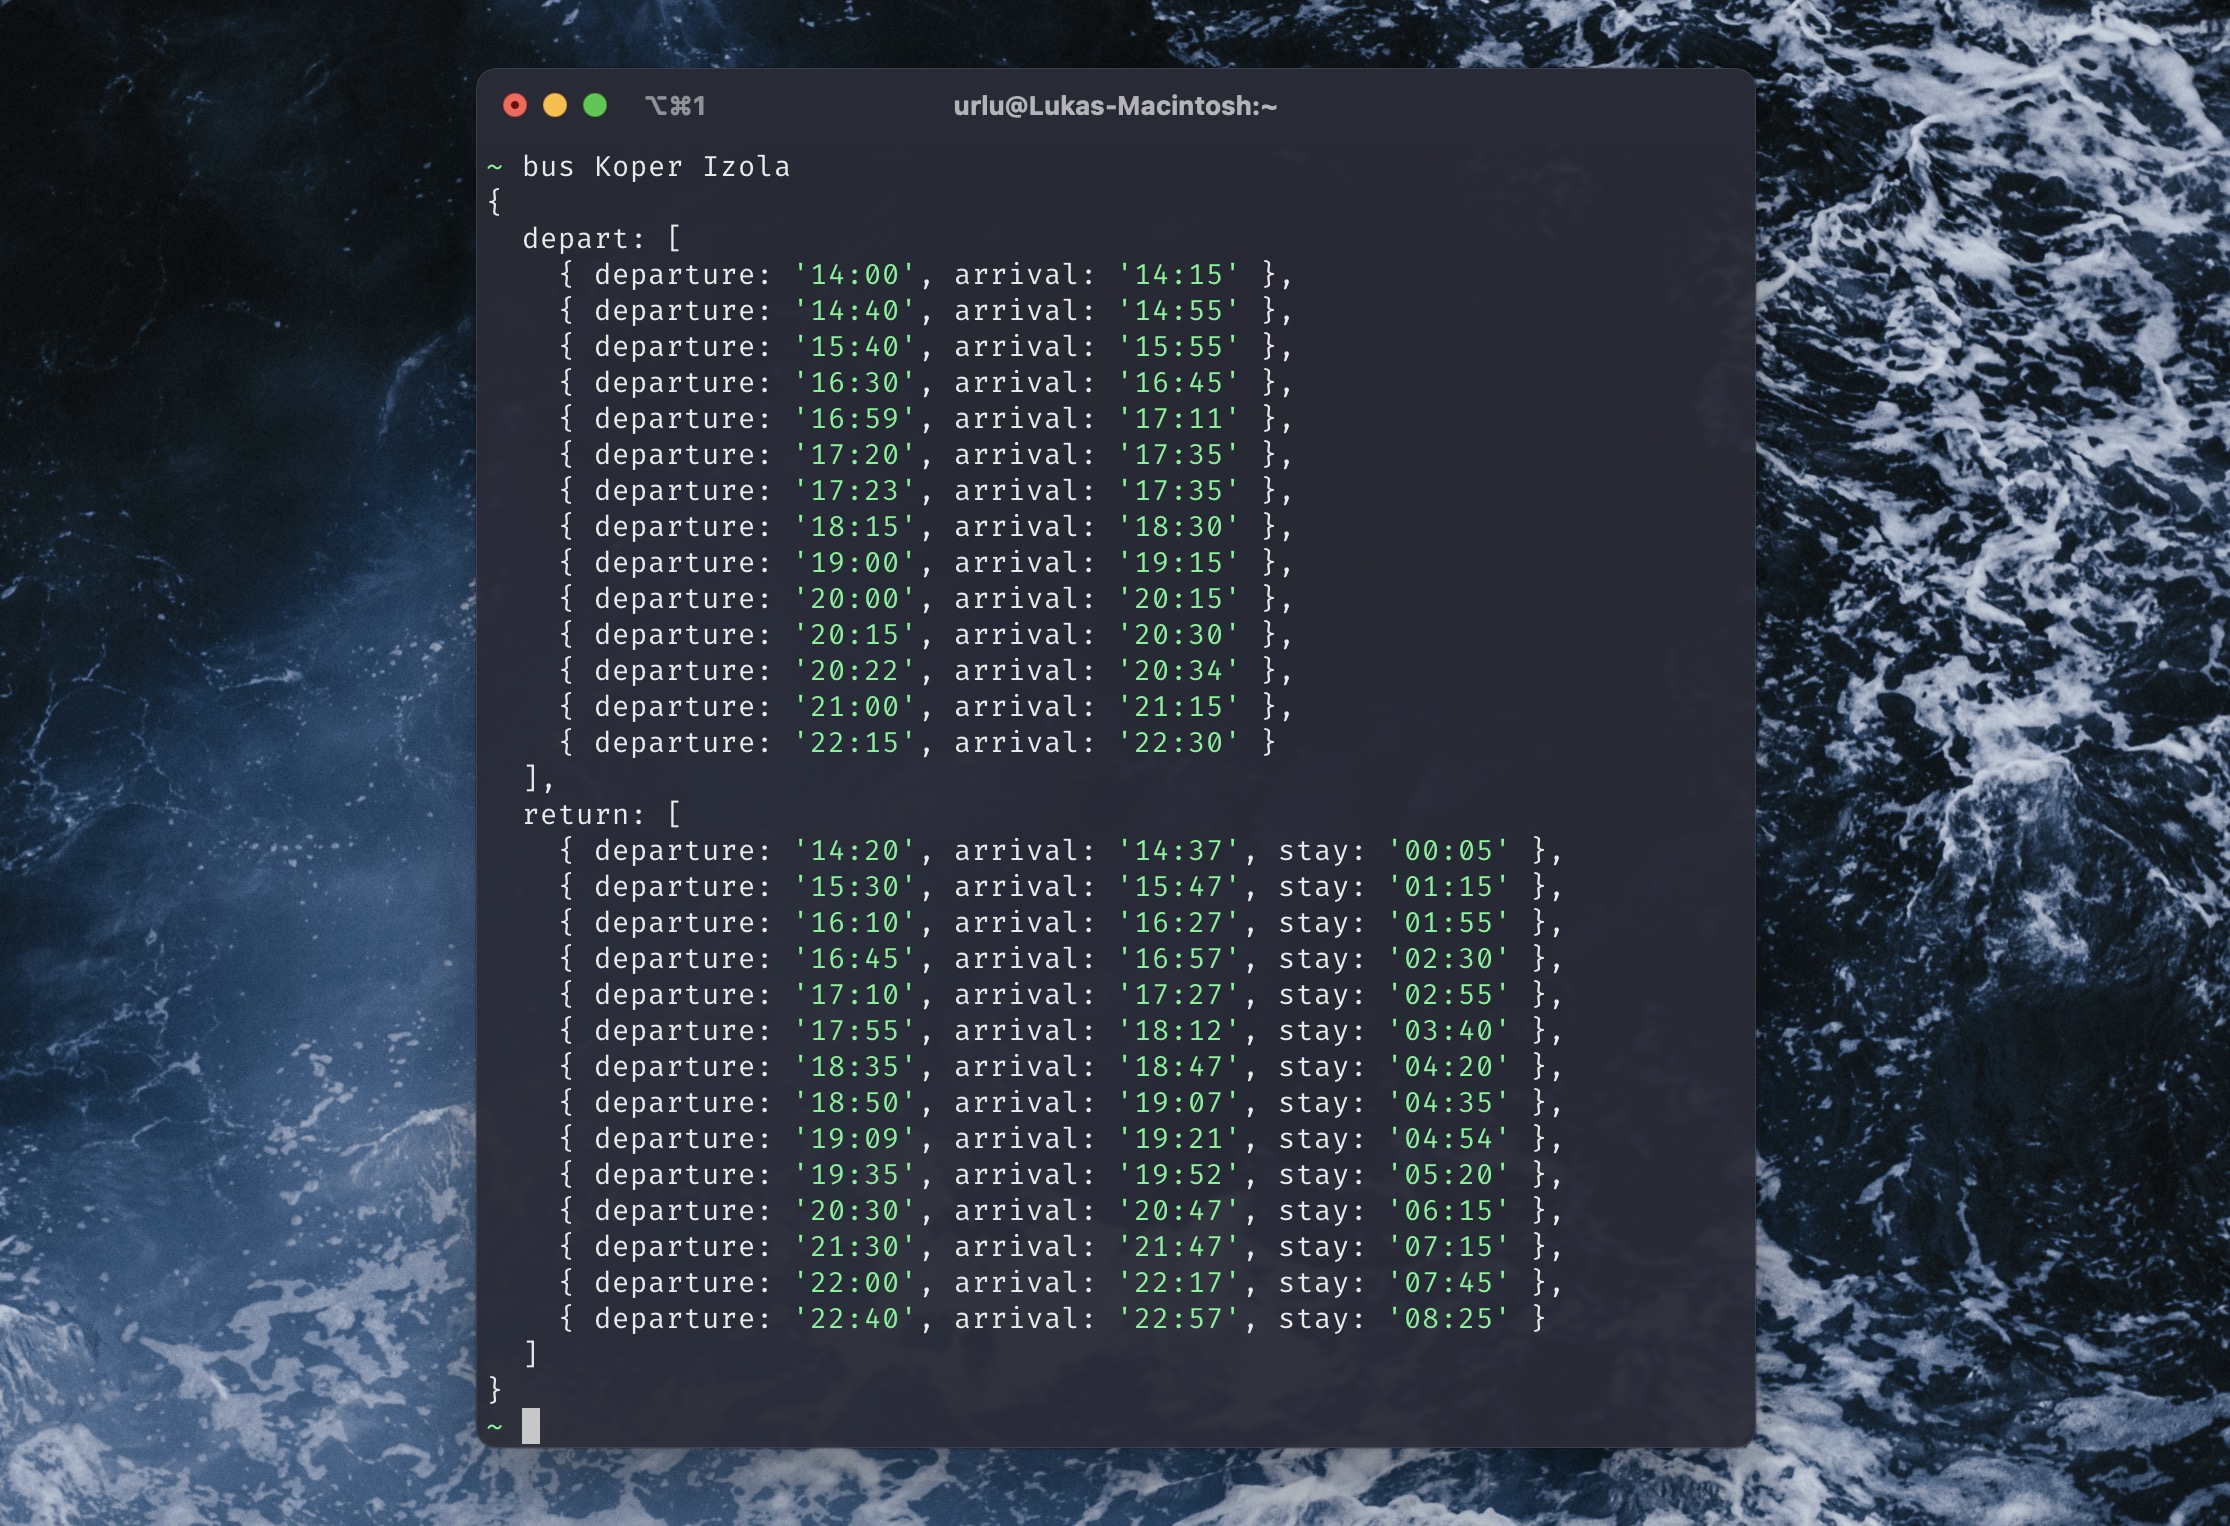 ⌥⌘1 urlu@Lukas-Macintosh:~
~ bus Koper Izola
{
  depart: [
    { departure: '14:00', arrival: '14:15' },
    { departure: '14:40', arrival: '14:55' },
    { departure: '15:40', arrival: '15:55' },
    { departure: '16:30', arrival: '16:45' },
    { departure: '16:59', arrival: '17:11' },
    { departure: '17:20', arrival: '17:35' },
    { departure: '17:23', arrival: '17:35' },
    { departure: '18:15', arrival: '18:30' },
    { departure: '19:00', arrival: '19:15' },
    { departure: '20:00', arrival: '20:15' },
    { departure: '20:15', arrival: '20:30' },
    { departure: '20:22', arrival: '20:34' },
    { departure: '21:00', arrival: '21:15' },
    { departure: '22:15', arrival: '22:30' }
  ],
  return: [
    { departure: '14:20', arrival: '14:37', stay: '00:05' },
    { departure: '15:30', arrival: '15:47', stay: '01:15' },
    { departure: '16:10', arrival: '16:27', stay: '01:55' },
    { departure: '16:45', arrival: '16:57', stay: '02:30' },
    { departure: '17:10', arrival: '17:27', stay: '02:55' },
    { departure: '17:55', arrival: '18:12', stay: '03:40' },
    { departure: '18:35', arrival: '18:47', stay: '04:20' },
    { departure: '18:50', arrival: '19:07', stay: '04:35' },
    { departure: '19:09', arrival: '19:21', stay: '04:54' },
    { departure: '19:35', arrival: '19:52', stay: '05:20' },
    { departure: '20:30', arrival: '20:47', stay: '06:15' },
    { departure: '21:30', arrival: '21:47', stay: '07:15' },
    { departure: '22:00', arrival: '22:17', stay: '07:45' },
    { departure: '22:40', arrival: '22:57', stay: '08:25' }
  ]
}
~